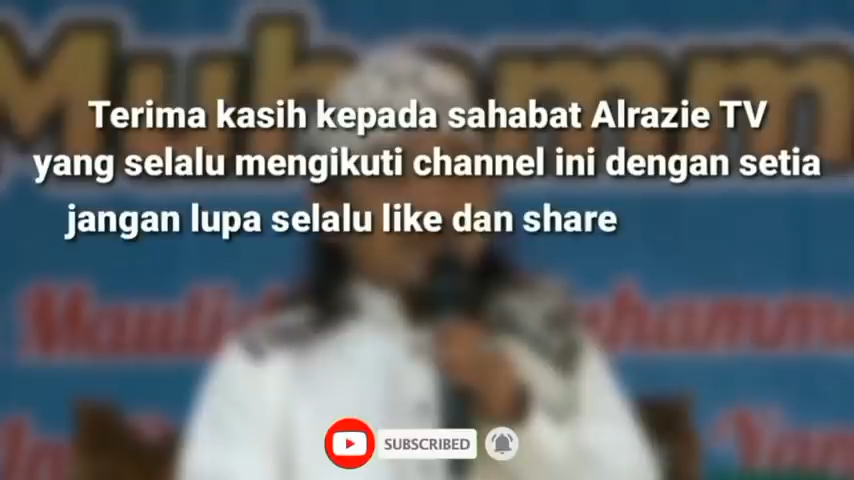 Terima kasih kepada sahabat Alrazie TV
yang selalu mengikuti channel ini dengan setia
jangan lupa selalu like dan share
SUBSCRIBED